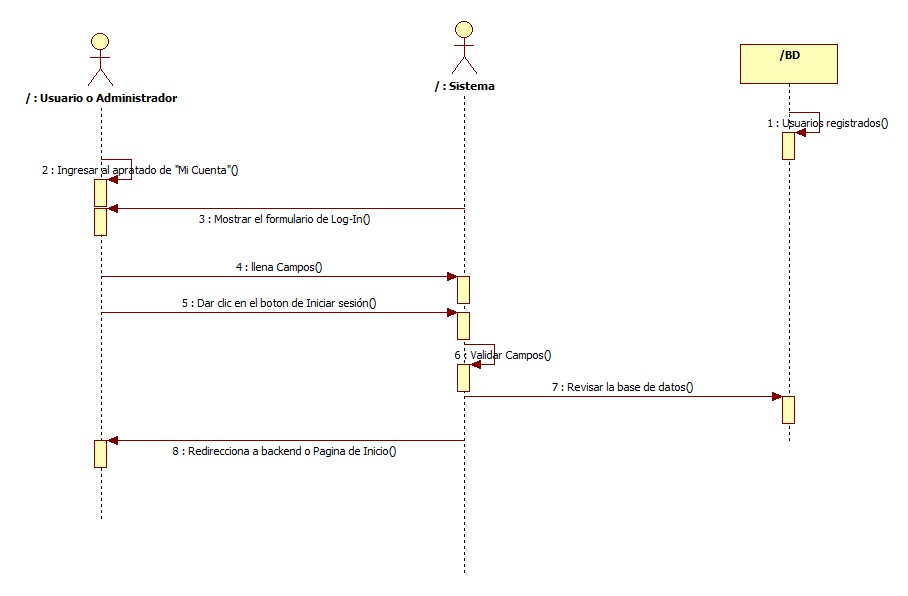 / : Usuario o Administrador
/ : Sistema
/BD
1 : Usuarios registrados()
2 : Ingresar al apratado de "Mi Cuenta"()
3 : Mostrar el formulario de Log-In()
4 : llena Campos()
5 : Dar clic en el boton de Iniciar sesión()
6 : Validar Campos()
7 : Revisar la base de datos()
8 : Redirecciona a backend o Pagina de Inicio()